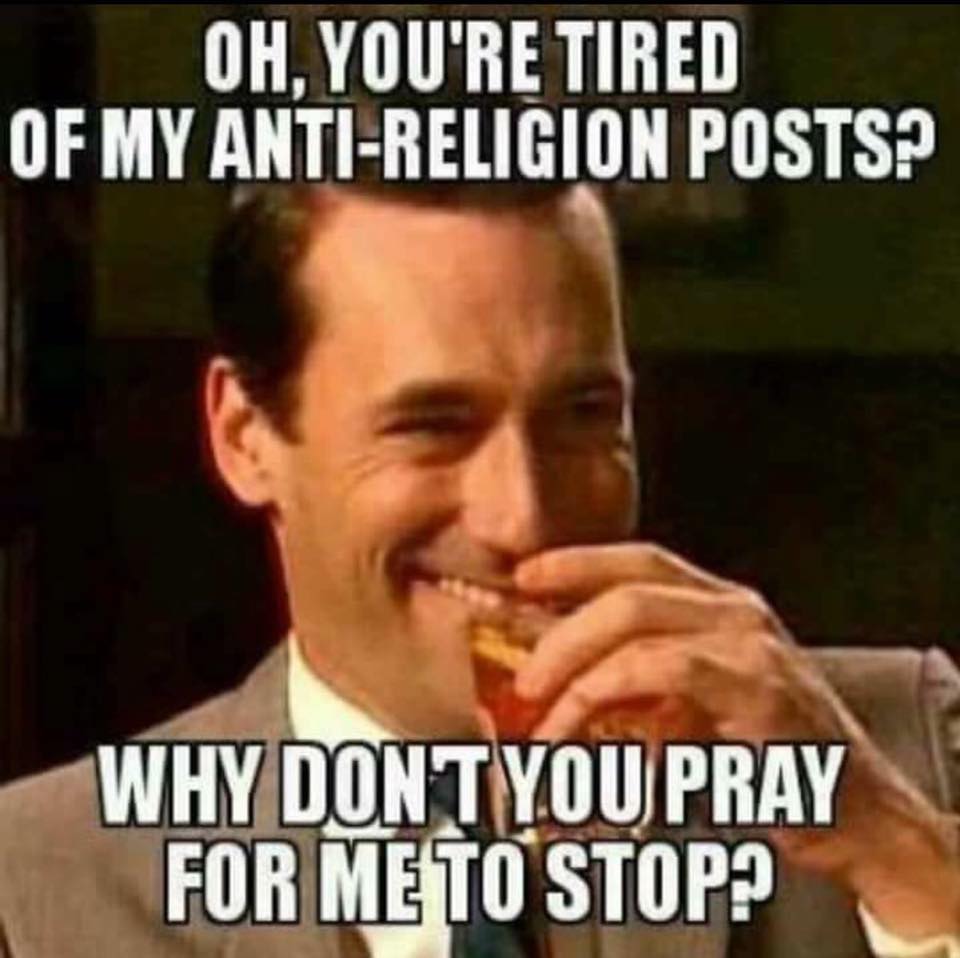 OH, YOU'RE TIRED
OF MY ANTI-RELIGION POSTS?
WHY DON'T YOU PRAY
FOR ME TO STOP?